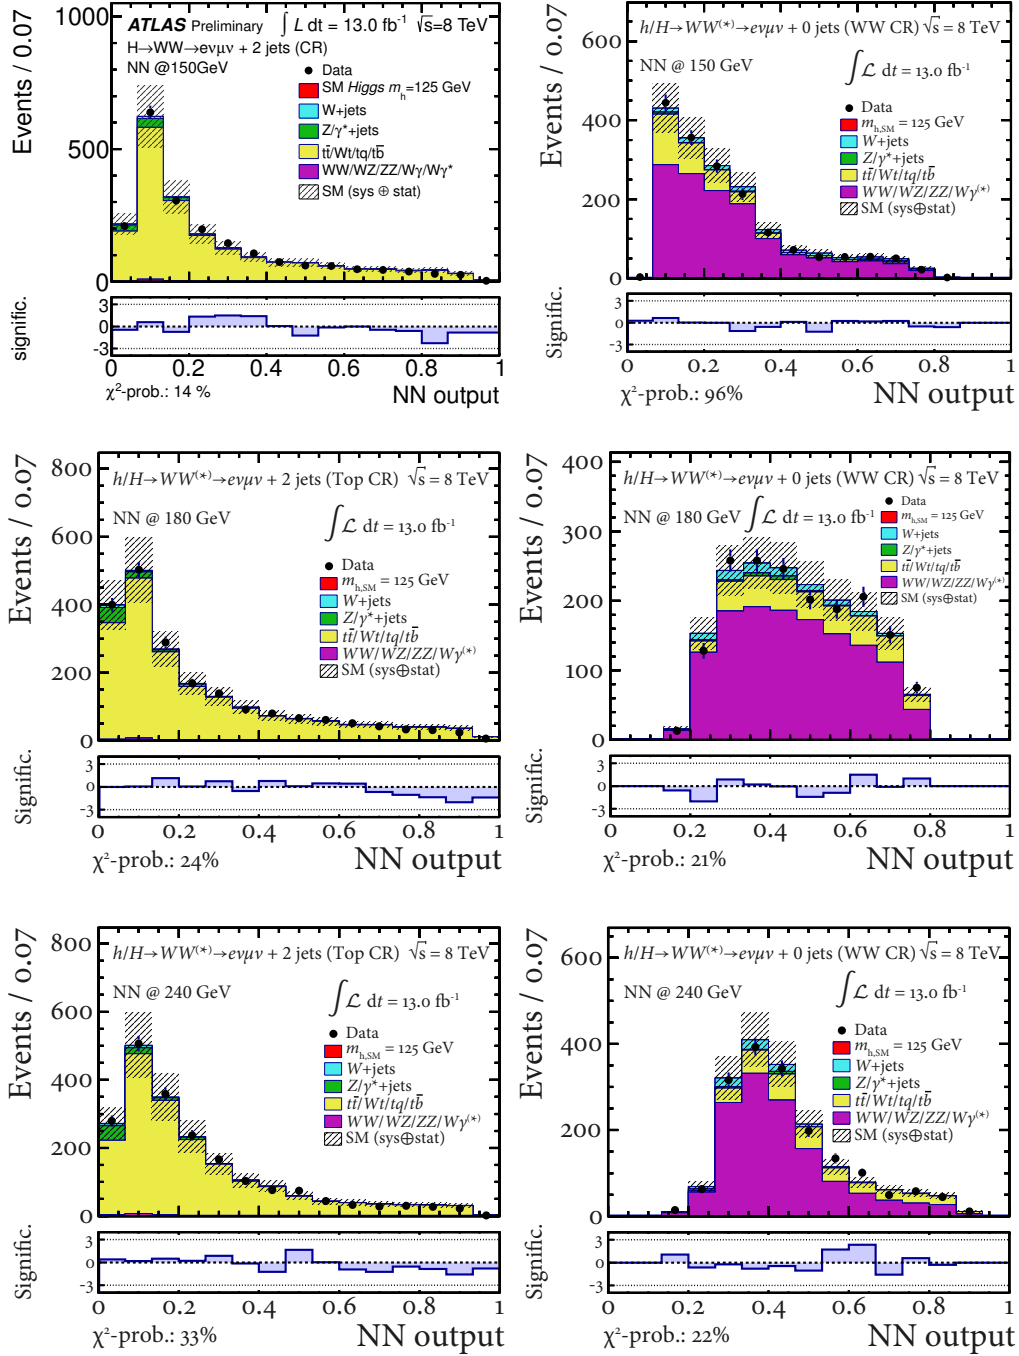 Events / 0.07
1000
500
0
ATLAS Preliminary ∫ L dt = 13.0 fb⁻¹ √s=8 TeV
H→WW→eνμν + 2 jets (CR)
NN @150GeV
Data
SM Higgs m_h=125 GeV
W+jets
Z/γ*+jets
tt̄/Wt/tq/tb̄
WW/WZ/ZZ/Wγ/Wγ*
SM (sys ⊕ stat)
signific.
3
0
-3
0 0.2 0.4 0.6 0.8 1
χ²-prob.: 14 %
NN output
Events / 0.07
600
400
200
0
h/H→WW⁽*⁾→eνμν + 0 jets (WW CR) √s = 8 TeV
NN @ 150 GeV
∫ ℒ dt = 13.0 fb⁻¹
Data
m_h,SM = 125 GeV
W+jets
Z/γ*+jets
tt̄/Wt/tq/tb̄
WW/WZ/ZZ/Wγ⁽*⁾
SM (sys⊕stat)
Signific.
3
0
-3
0 0.2 0.4 0.6 0.8 1
χ²-prob.: 96%
NN output
Events / 0.07
800
600
400
200
0
h/H→WW⁽*⁾→eνμν + 2 jets (Top CR) √s = 8 TeV
NN @ 180 GeV
∫ ℒ dt = 13.0 fb⁻¹
Data
m_h,SM = 125 GeV
W+jets
Z/γ*+jets
tt̄/Wt/tq/tb̄
WW/WZ/ZZ/Wγ⁽*⁾
SM (sys⊕stat)
Signific.
3
0
-3
0 0.2 0.4 0.6 0.8 1
χ²-prob.: 24%
NN output
Events / 0.07
400
300
200
100
0
h/H→WW⁽*⁾→eνμν + 0 jets (WW CR) √s = 8 TeV
NN @ 180 GeV ∫ ℒ dt = 13.0 fb⁻¹
Data
m_h,SM = 125 GeV
W+jets
Z/γ*+jets
tt̄/Wt/tq/tb̄
WW/WZ/ZZ/Wγ⁽*⁾
SM (sys⊕stat)
Signific.
3
0
-3
0 0.2 0.4 0.6 0.8 1
χ²-prob.: 21%
NN output
Events / 0.07
800
600
400
200
0
h/H→WW⁽*⁾→eνμν + 2 jets (Top CR) √s = 8 TeV
NN @ 240 GeV
∫ ℒ dt = 13.0 fb⁻¹
Data
m_h,SM = 125 GeV
W+jets
Z/γ*+jets
tt̄/Wt/tq/tb̄
WW/WZ/ZZ/Wγ⁽*⁾
SM (sys⊕stat)
Signific.
3
0
-3
0 0.2 0.4 0.6 0.8 1
χ²-prob.: 33%
NN output
Events / 0.07
600
400
200
0
h/H→WW⁽*⁾→eνμν + 0 jets (WW CR) √s = 8 TeV
NN @ 240 GeV
∫ ℒ dt = 13.0 fb⁻¹
Data
m_h,SM = 125 GeV
W+jets
Z/γ*+jets
tt̄/Wt/tq/tb̄
WW/WZ/ZZ/Wγ⁽*⁾
SM (sys⊕stat)
Signific.
3
0
-3
0 0.2 0.4 0.6 0.8 1
χ²-prob.: 22%
NN output